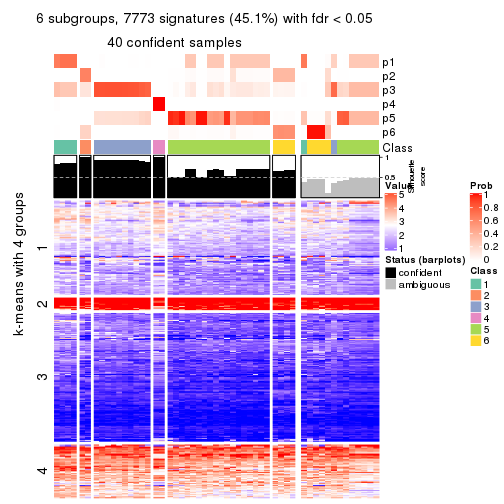 6 subgroups, 7773 signatures (45.1%) with fdr < 0.05
40 confident samples
p1
p2
p3
p4
p5
p6
Class
1
0.5
0
Silhouette
score
k-means with 4 groups
1
2
3
4
Value
5
4
3
2
1
Status (barplots)
confident
ambiguous
Prob
1
0.8
0.6
0.4
0.2
0
Class
1
2
3
4
5
6